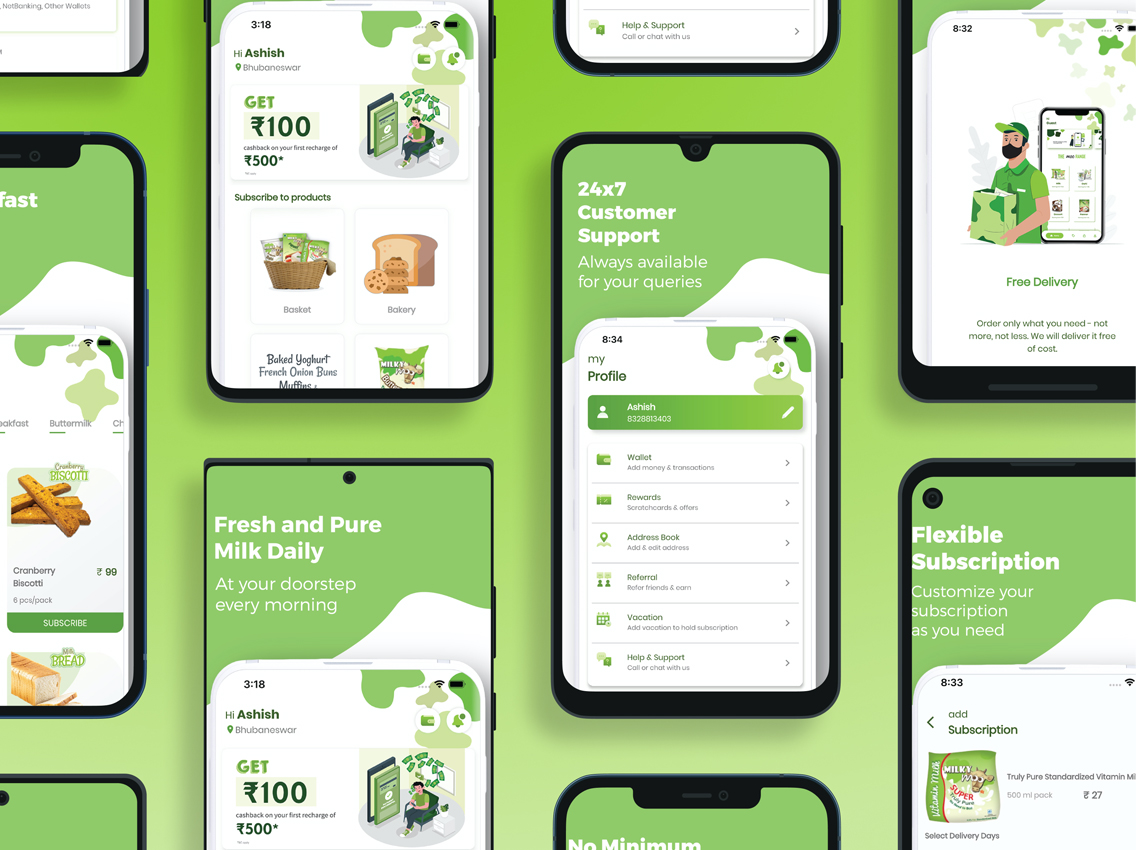 , NotBanking, Other Wallets
fast
eakfast Buttermilk Ch
Cranberry
BISCOTTI
Cranberry
Biscotti
₹ 99
6 pcs/pack
SUBSCRIBE
Milk
BREAD
3:18
Hi Ashish
Bhubaneswar
GET
₹100
cashback on your first recharge of
₹500*
Subscribe to products
Basket
Bakery
Baked Yoghurt
French Onion Buns
Muffins
MILKY
Fresh and Pure
Milk Daily
At your doorstep
every morning
3:18
Hi Ashish
Bhubaneswar
GET
₹100
cashback on your first recharge of
₹500*
Help & Support
Call or chat with us
24x7
Customer
Support
Always available
for your queries
8:34
my
Profile
Ashish
8328813403
Wallet
Add money & transactions
Rewards
Scratchcards & offers
Address Book
Add & edit address
Referral
Refer friends & earn
Vacation
Add vacation to hold subscription
Help & Support
Call or chat with us
No Minimum
8:32
Free Delivery
Order only what you need - not
more, not less. We will deliver it free
of cost.
Flexible
Subscription
Customize your
subscription
as you need
8:33
add
Subscription
Vitamin Milk
MILKY
SUPER
Truly Pure
Truly Pure Standardized Vitamin Mi
500 ml pack
₹ 27
Select Delivery Days